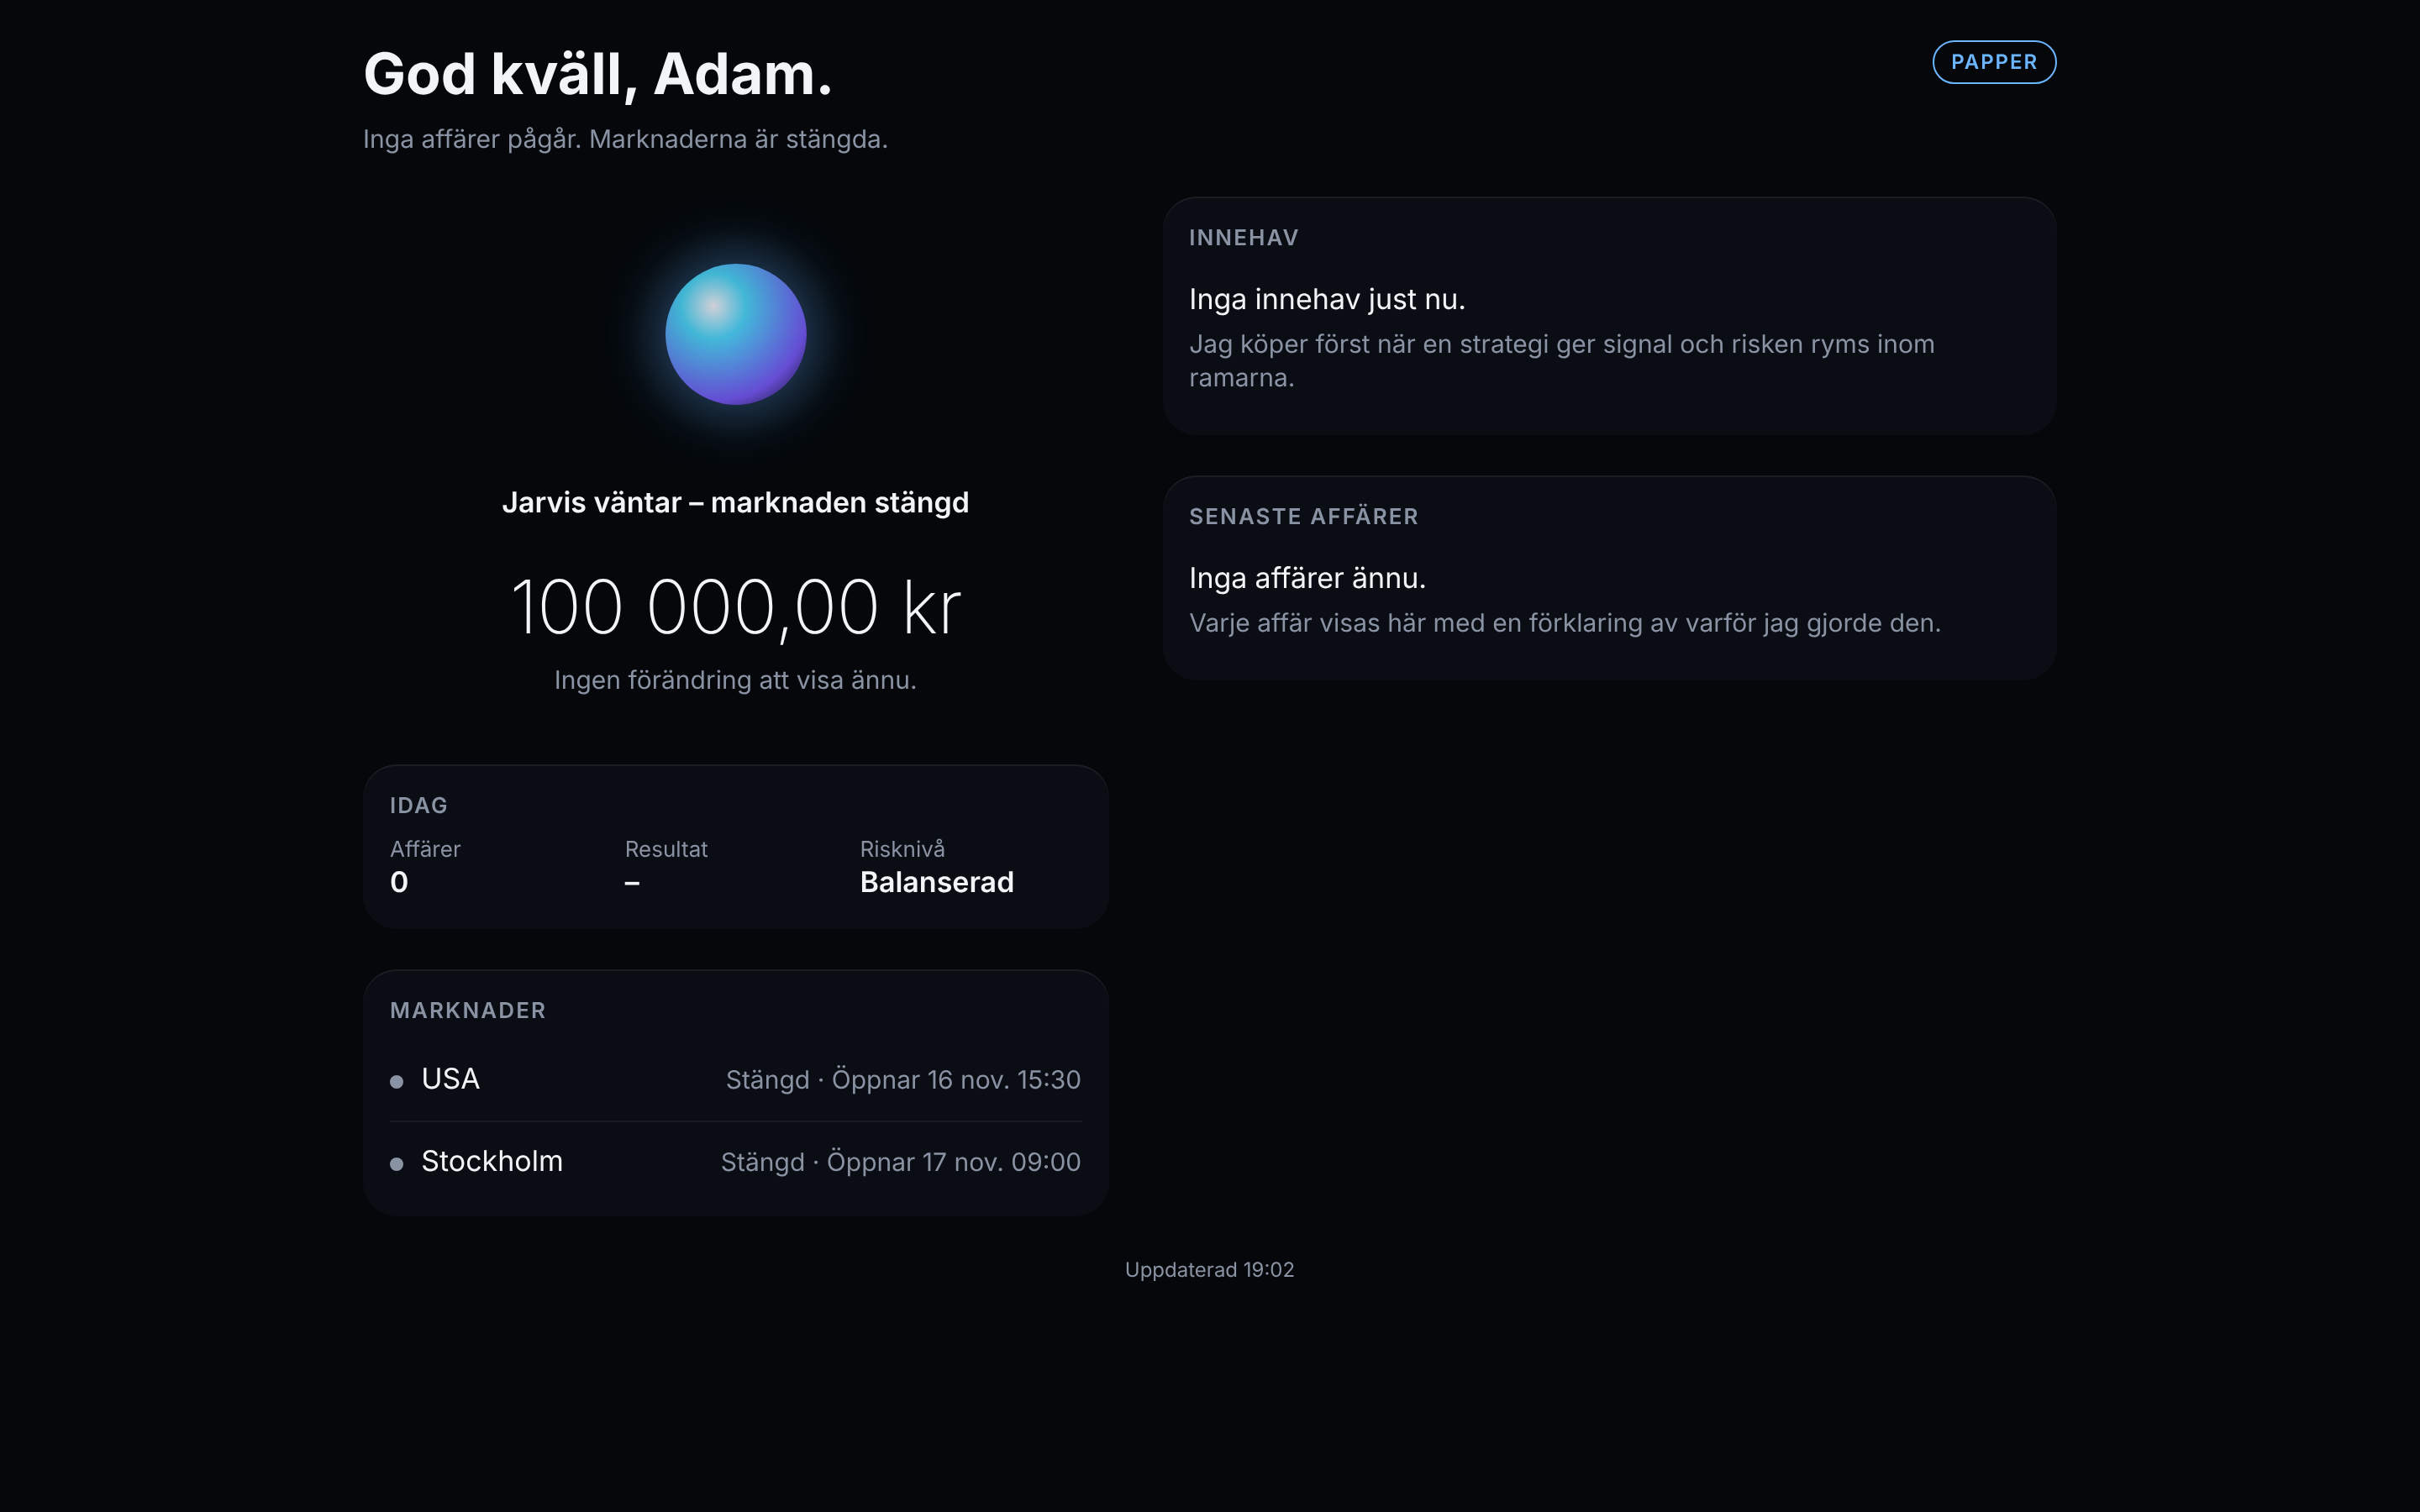 God kväll, Adam.
PAPPER
Inga affärer pågår. Marknaderna är stängda.
Jarvis väntar – marknaden stängd
100 000,00 kr
Ingen förändring att visa ännu.
IDAG
Affärer
0
Resultat
–
Risknivå
Balanserad
MARKNADER
USA
Stängd · Öppnar 16 nov. 15:30
Stockholm
Stängd · Öppnar 17 nov. 09:00
INNEHAV
Inga innehav just nu.
Jag köper först när en strategi ger signal och risken ryms inom
ramarna.
SENASTE AFFÄRER
Inga affärer ännu.
Varje affär visas här med en förklaring av varför jag gjorde den.
Uppdaterad 19:02